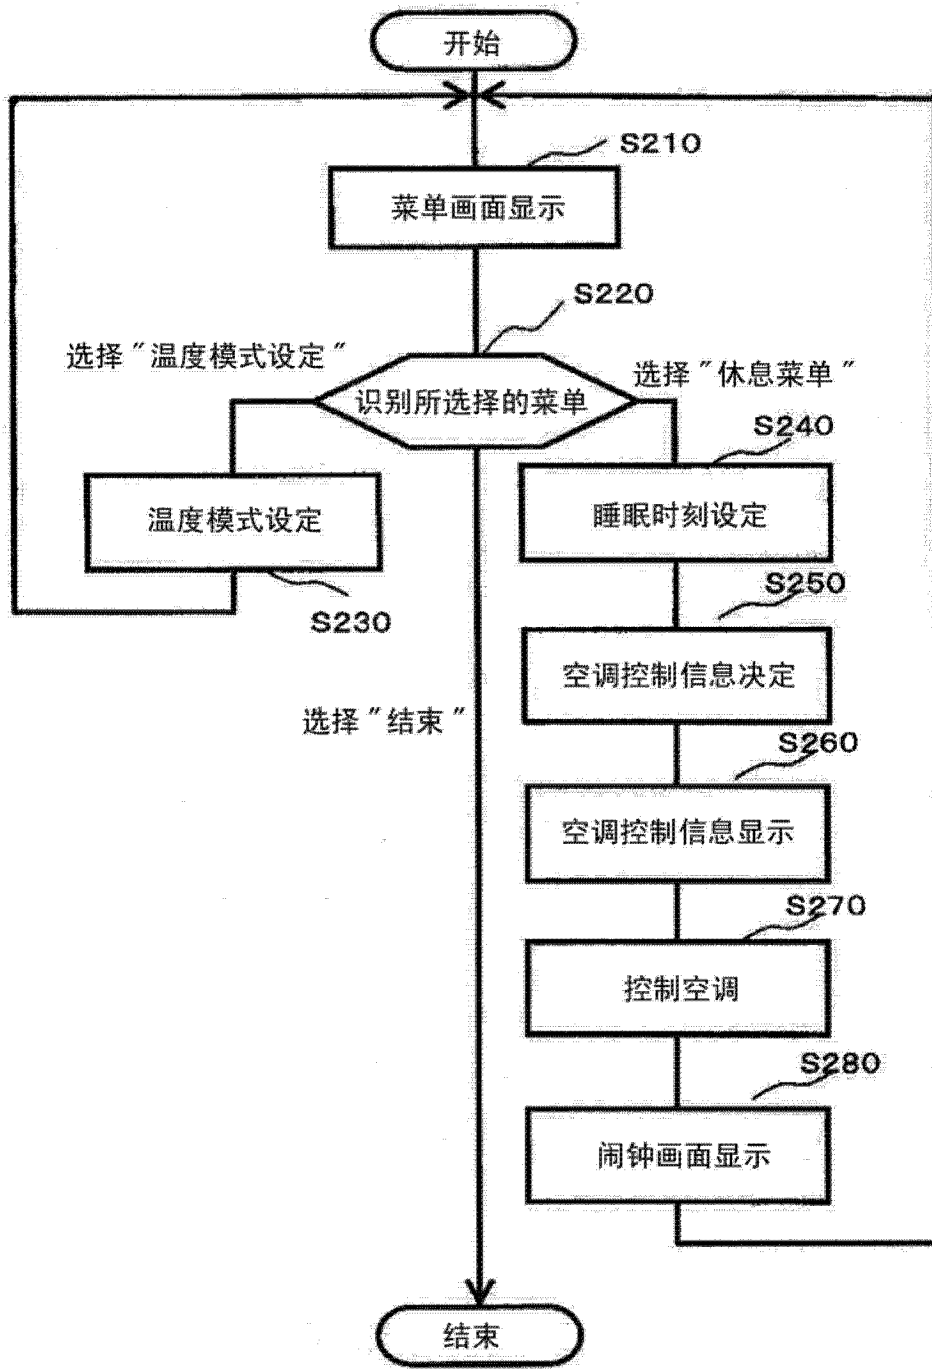 开始
S210
菜单画面显示
S220
选择"温度模式设定"
识别所选择的菜单
选择"休息菜单"
S240
温度模式设定
睡眠时刻设定
S230
S250
空调控制信息决定
选择"结束"
S260
空调控制信息显示
S270
控制空调
S280
闹钟画面显示
结束